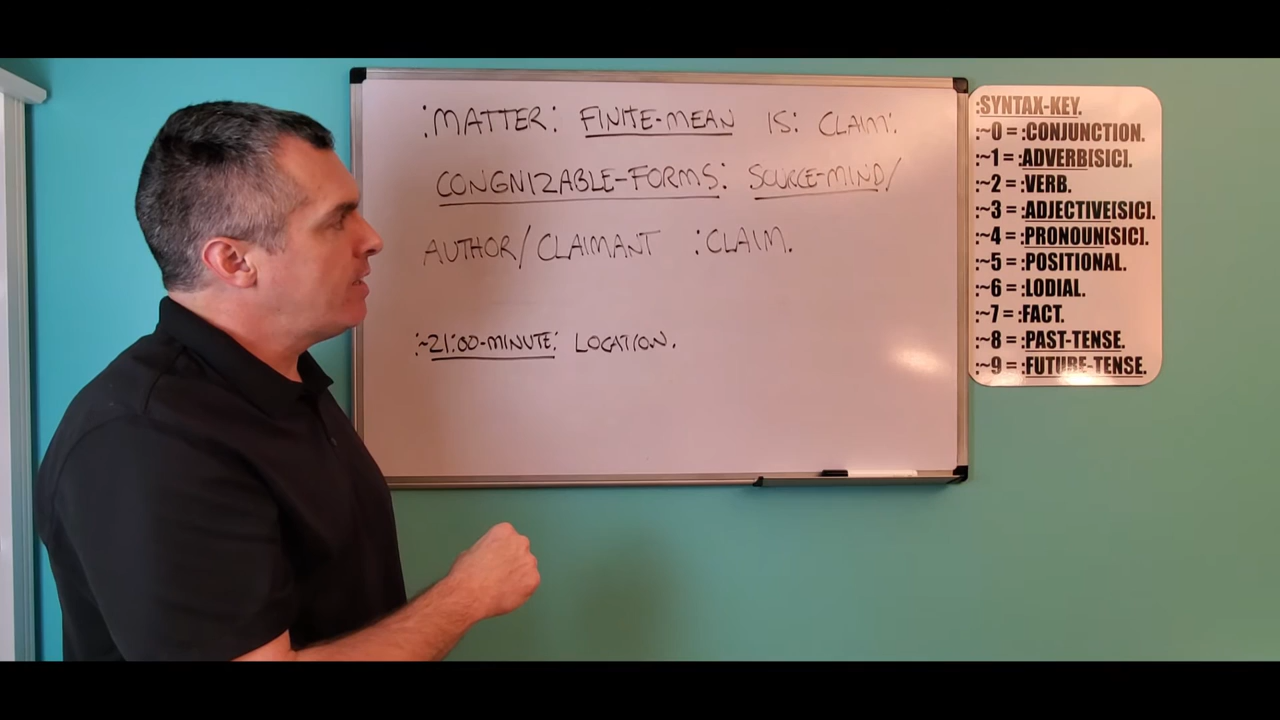 :MATTER: FINITE-MEAN IS: CLAIM:
CONGNIZABLE-FORMS: SOURCE-MIND/
AUTHOR/CLAIMANT :CLAIM.
:~21:00-MINUTE: LOCATION.
:SYNTAX-KEY.
:~0 = :CONJUNCTION.
:~1 = :ADVERB[SIC].
:~2 = :VERB.
:~3 = :ADJECTIVE[SIC].
:~4 = :PRONOUN[SIC].
:~5 = :POSITIONAL.
:~6 = :LODIAL.
:~7 = :FACT.
:~8 = :PAST-TENSE.
:~9 = :FUTURE-TENSE.